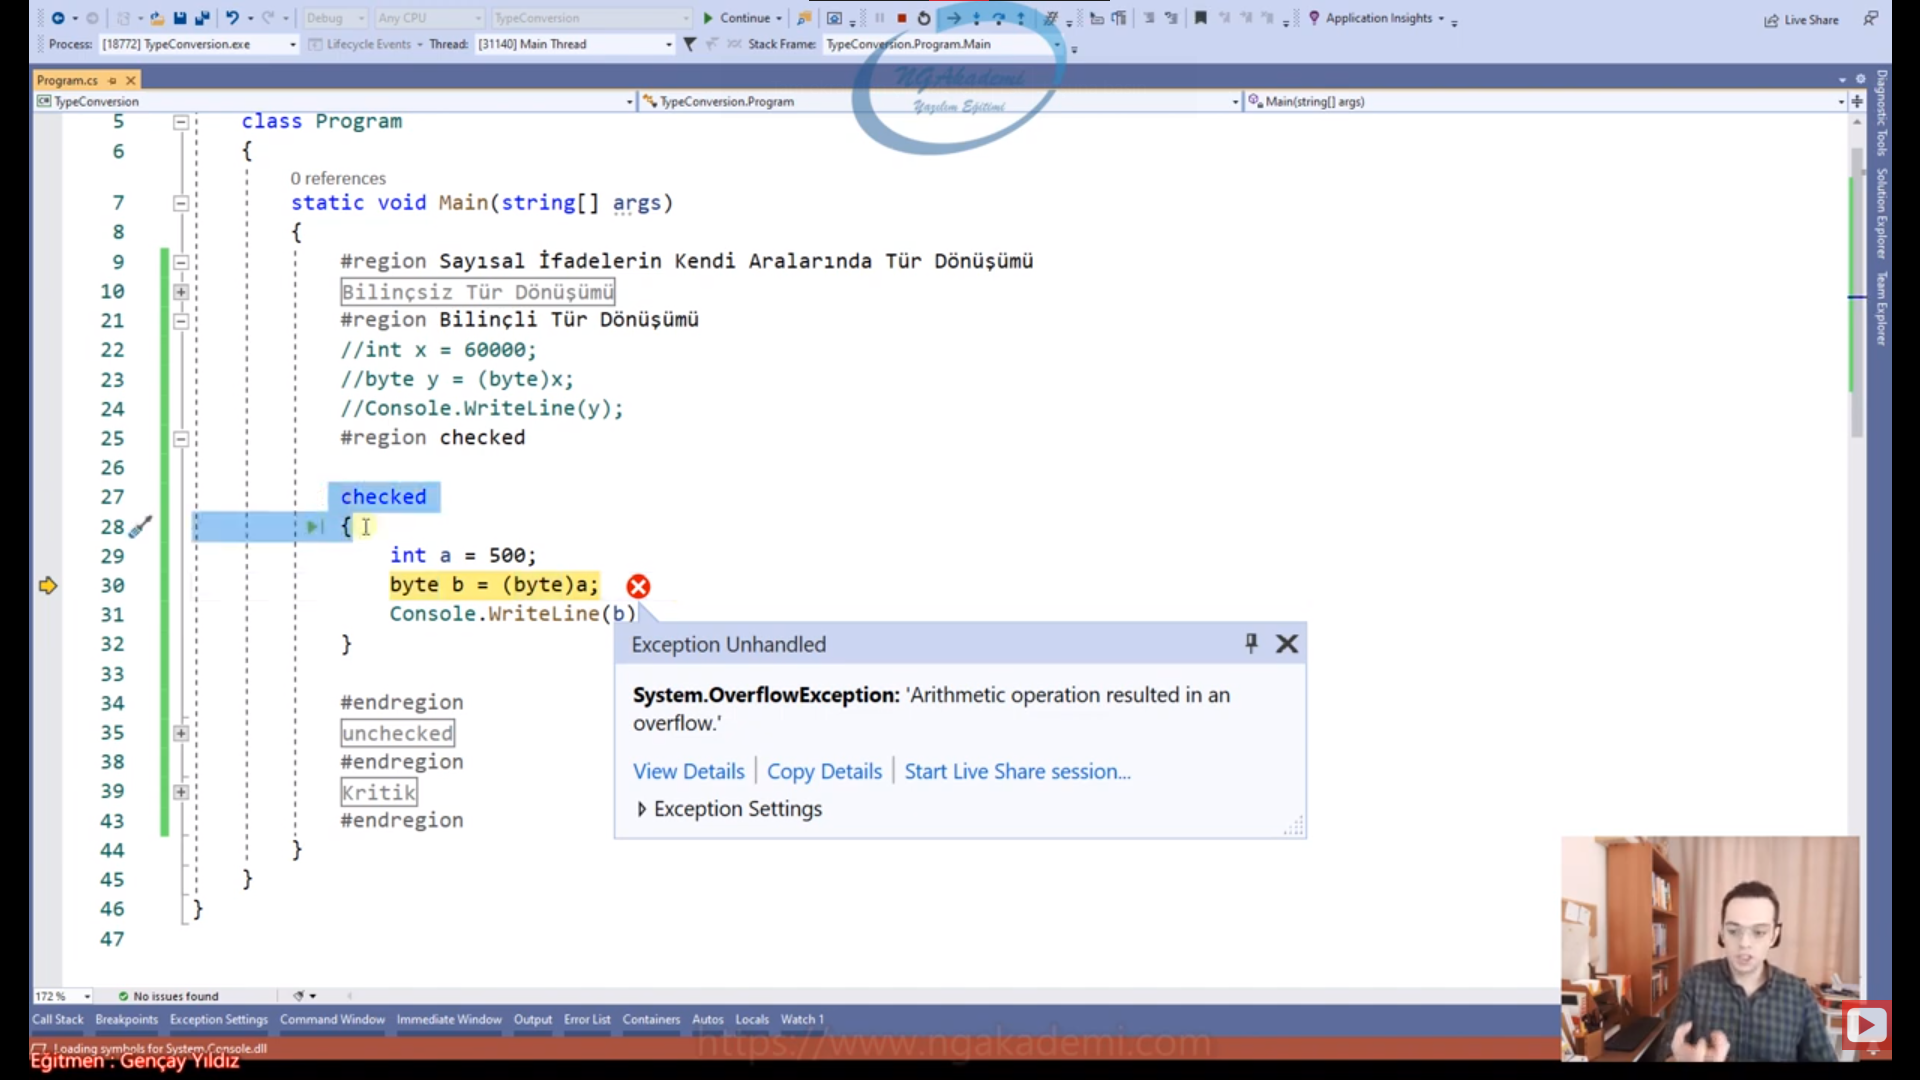 Debug Any CPU TypeConversion Continue Application Insights Live Share
Process: [18772] TypeConversion.exe Lifecycle Events Thread: [31140] Main Thread Stack Frame: TypeConversion.Program.Main
NGAkademi
Yazılım Eğitimi
Program.cs
TypeConversion TypeConversion.Program Main(string[] args)
5 class Program
6 {
0 references
7 static void Main(string[] args)
8 {
9 #region Sayısal İfadelerin Kendi Aralarında Tür Dönüşümü
10 Bilinçsiz Tür Dönüşümü
21 #region Bilinçli Tür Dönüşümü
22 //int x = 60000;
23 //byte y = (byte)x;
24 //Console.WriteLine(y);
25 #region checked
26
27 checked
28 {
29 int a = 500;
30 byte b = (byte)a;
31 Console.WriteLine(b)
32 }
33
34 #endregion
35 unchecked
38 #endregion
39 Kritik
43 #endregion
44 }
45 }
46 }
47
Exception Unhandled
System.OverflowException: 'Arithmetic operation resulted in an
overflow.'
View Details Copy Details Start Live Share session...
Exception Settings
Diagnostic Tools
Solution Explorer
Team Explorer
172 % No issues found
Call Stack Breakpoints Exception Settings Command Window Immediate Window Output Error List Containers Autos Locals Watch 1
Loading symbols for System.Console.dll
https://www.ngakademi.com
Eğitmen : Gençay Yıldız